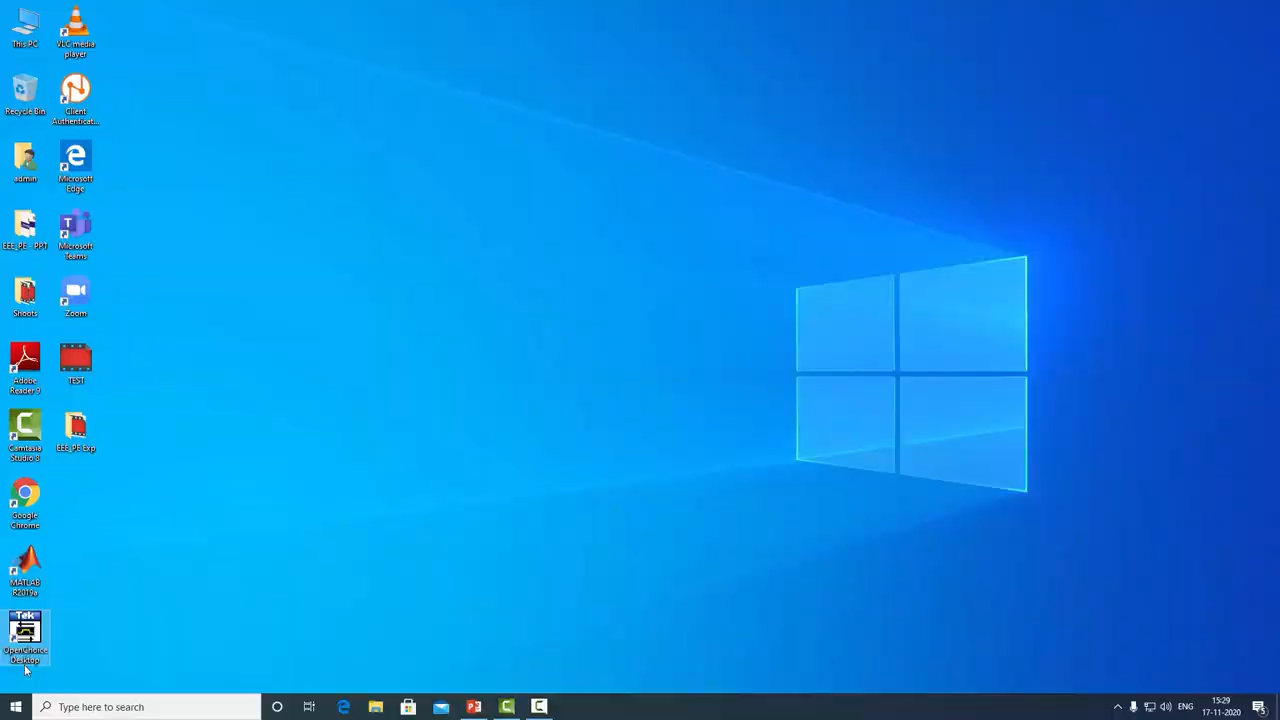 This PC
VLC media
player
Recycle Bin
Client
Authenticat...
admin
Microsoft
Edge
EEE_PE - PPT
Microsoft
Teams
Shoots
Zoom
Adobe
Reader 9
TEST
Camtasia
Studio 8
EEE_PE Exp
Google
Chrome
MATLAB
R2019a
Tek
OpenChoice
Desktop
Type here to search
ENG
15:29
17-11-2020